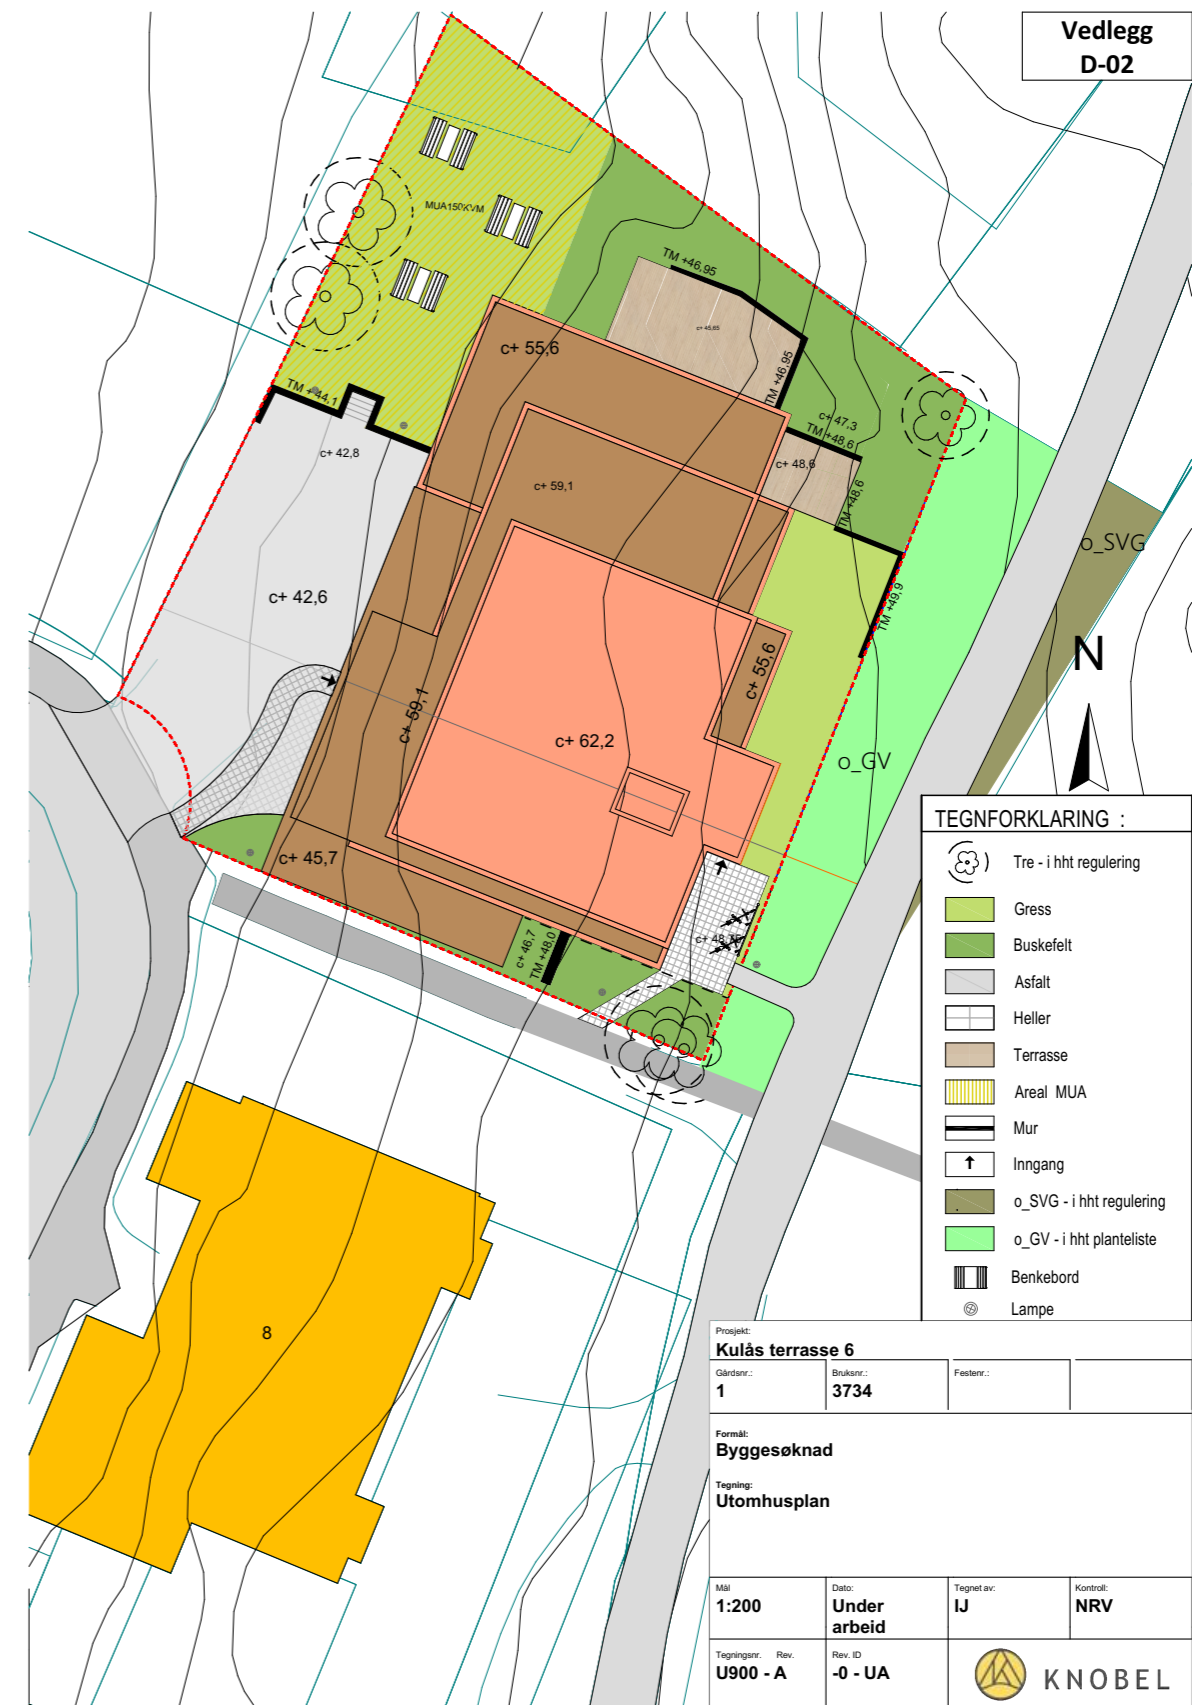 Vedlegg
D-02
MUA150KVM
TM +46,95
c+ 45,65
c+ 55,6
TM +46,95
TM +44,1
c+ 47,3
TM +48,6
c+ 42,8
c+ 48,6
c+ 59,1
TM +48,6
o_SVG
c+ 42,6
TM +49,9
N
c+ 55,6
c+ 59,1
c+ 62,2
o_GV
c+ 45,7
c+ 46,7
TM +48,0
TEGNFORKLARING :
Tre - i hht regulering
Gress
Buskefelt
Asfalt
Heller
Terrasse
Areal MUA
Mur
Inngang
o_SVG - i hht regulering
o_GV - i hht planteliste
Benkebord
Lampe
8
Prosjekt:
Kulås terrasse 6
Gårdsnr.: Bruksnr.: Festenr.:
1 3734
Formål:
Byggesøknad
Tegning:
Utomhusplan
Mål Dato: Tegnet av: Kontroll:
1:200 Under arbeid IJ NRV
Tegningsnr. Rev. Rev. ID
U900 - A -0 - UA
KNOBEL